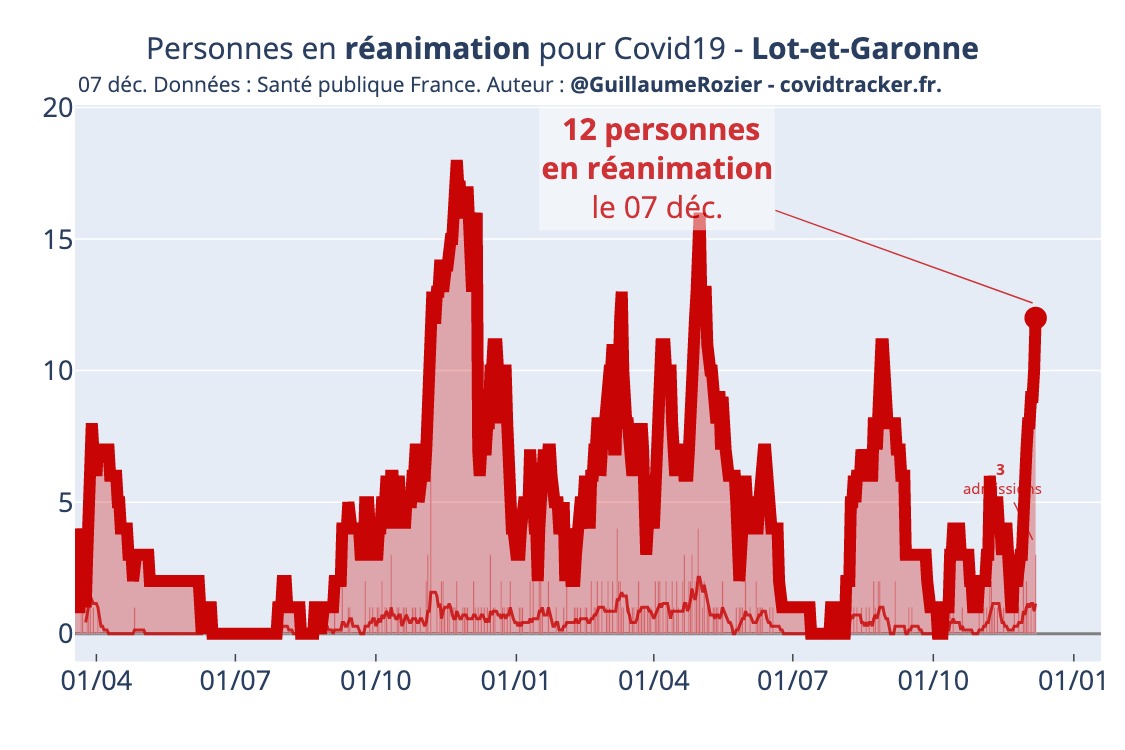 Personnes en réanimation pour Covid19 - Lot-et-Garonne
07 déc. Données : Santé publique France. Auteur : @GuillaumeRozier - covidtracker.fr.
20
12 personnes
en réanimation
le 07 déc.
15
10
3
admissions
5
0
01/04 01/07 01/10 01/01 01/04 01/07 01/10 01/01